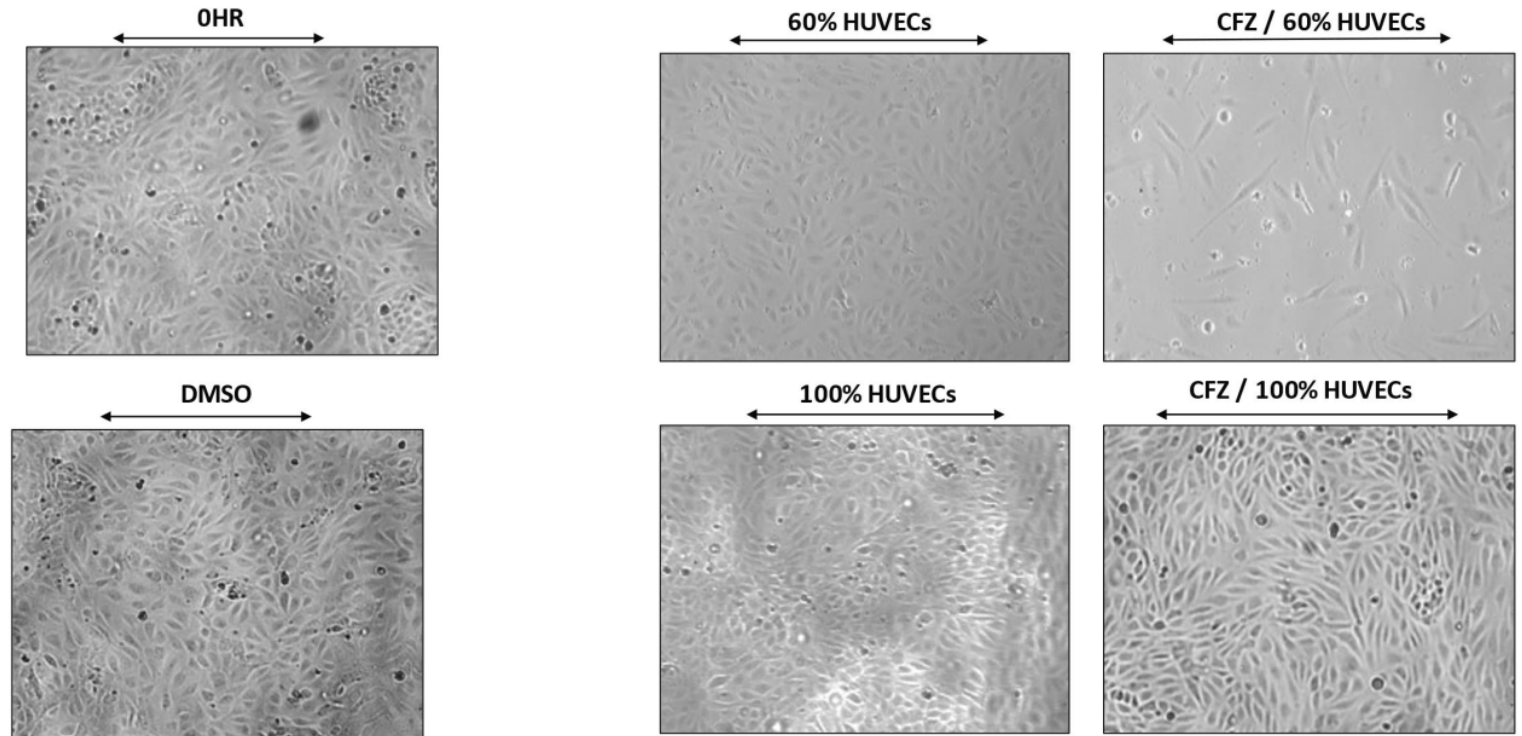 0HR
60% HUVECs
CFZ / 60% HUVECs
DMSO
100% HUVECs
CFZ / 100% HUVECs